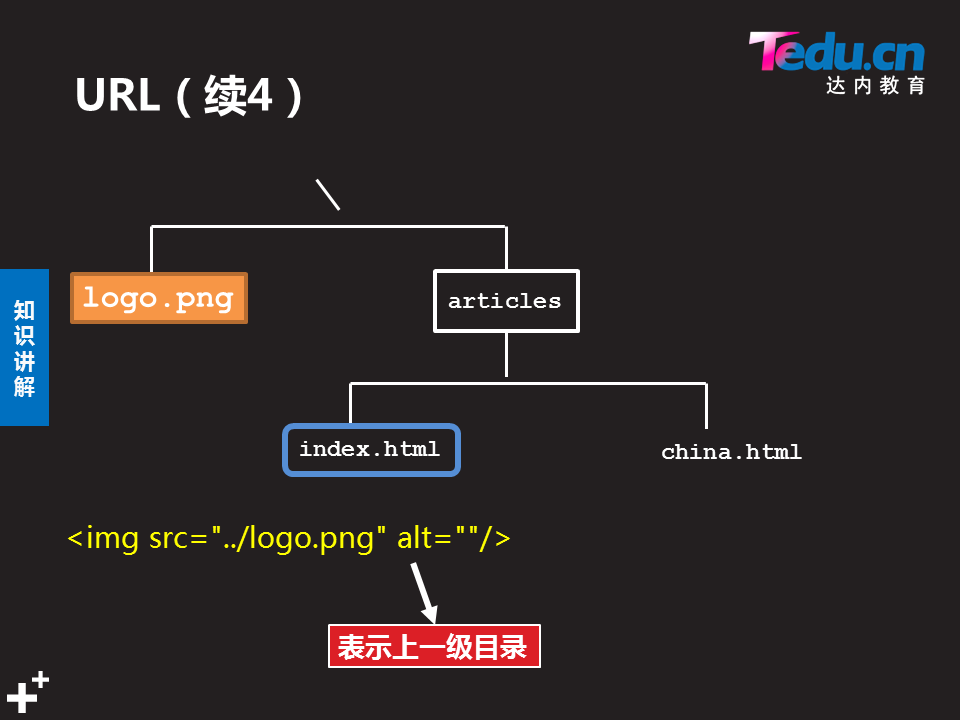 Tedu.cn
达内教育
URL（续4）
\
logo.png
articles
知识讲解
index.html
china.html
<img src="../logo.png" alt=""/>
表示上一级目录